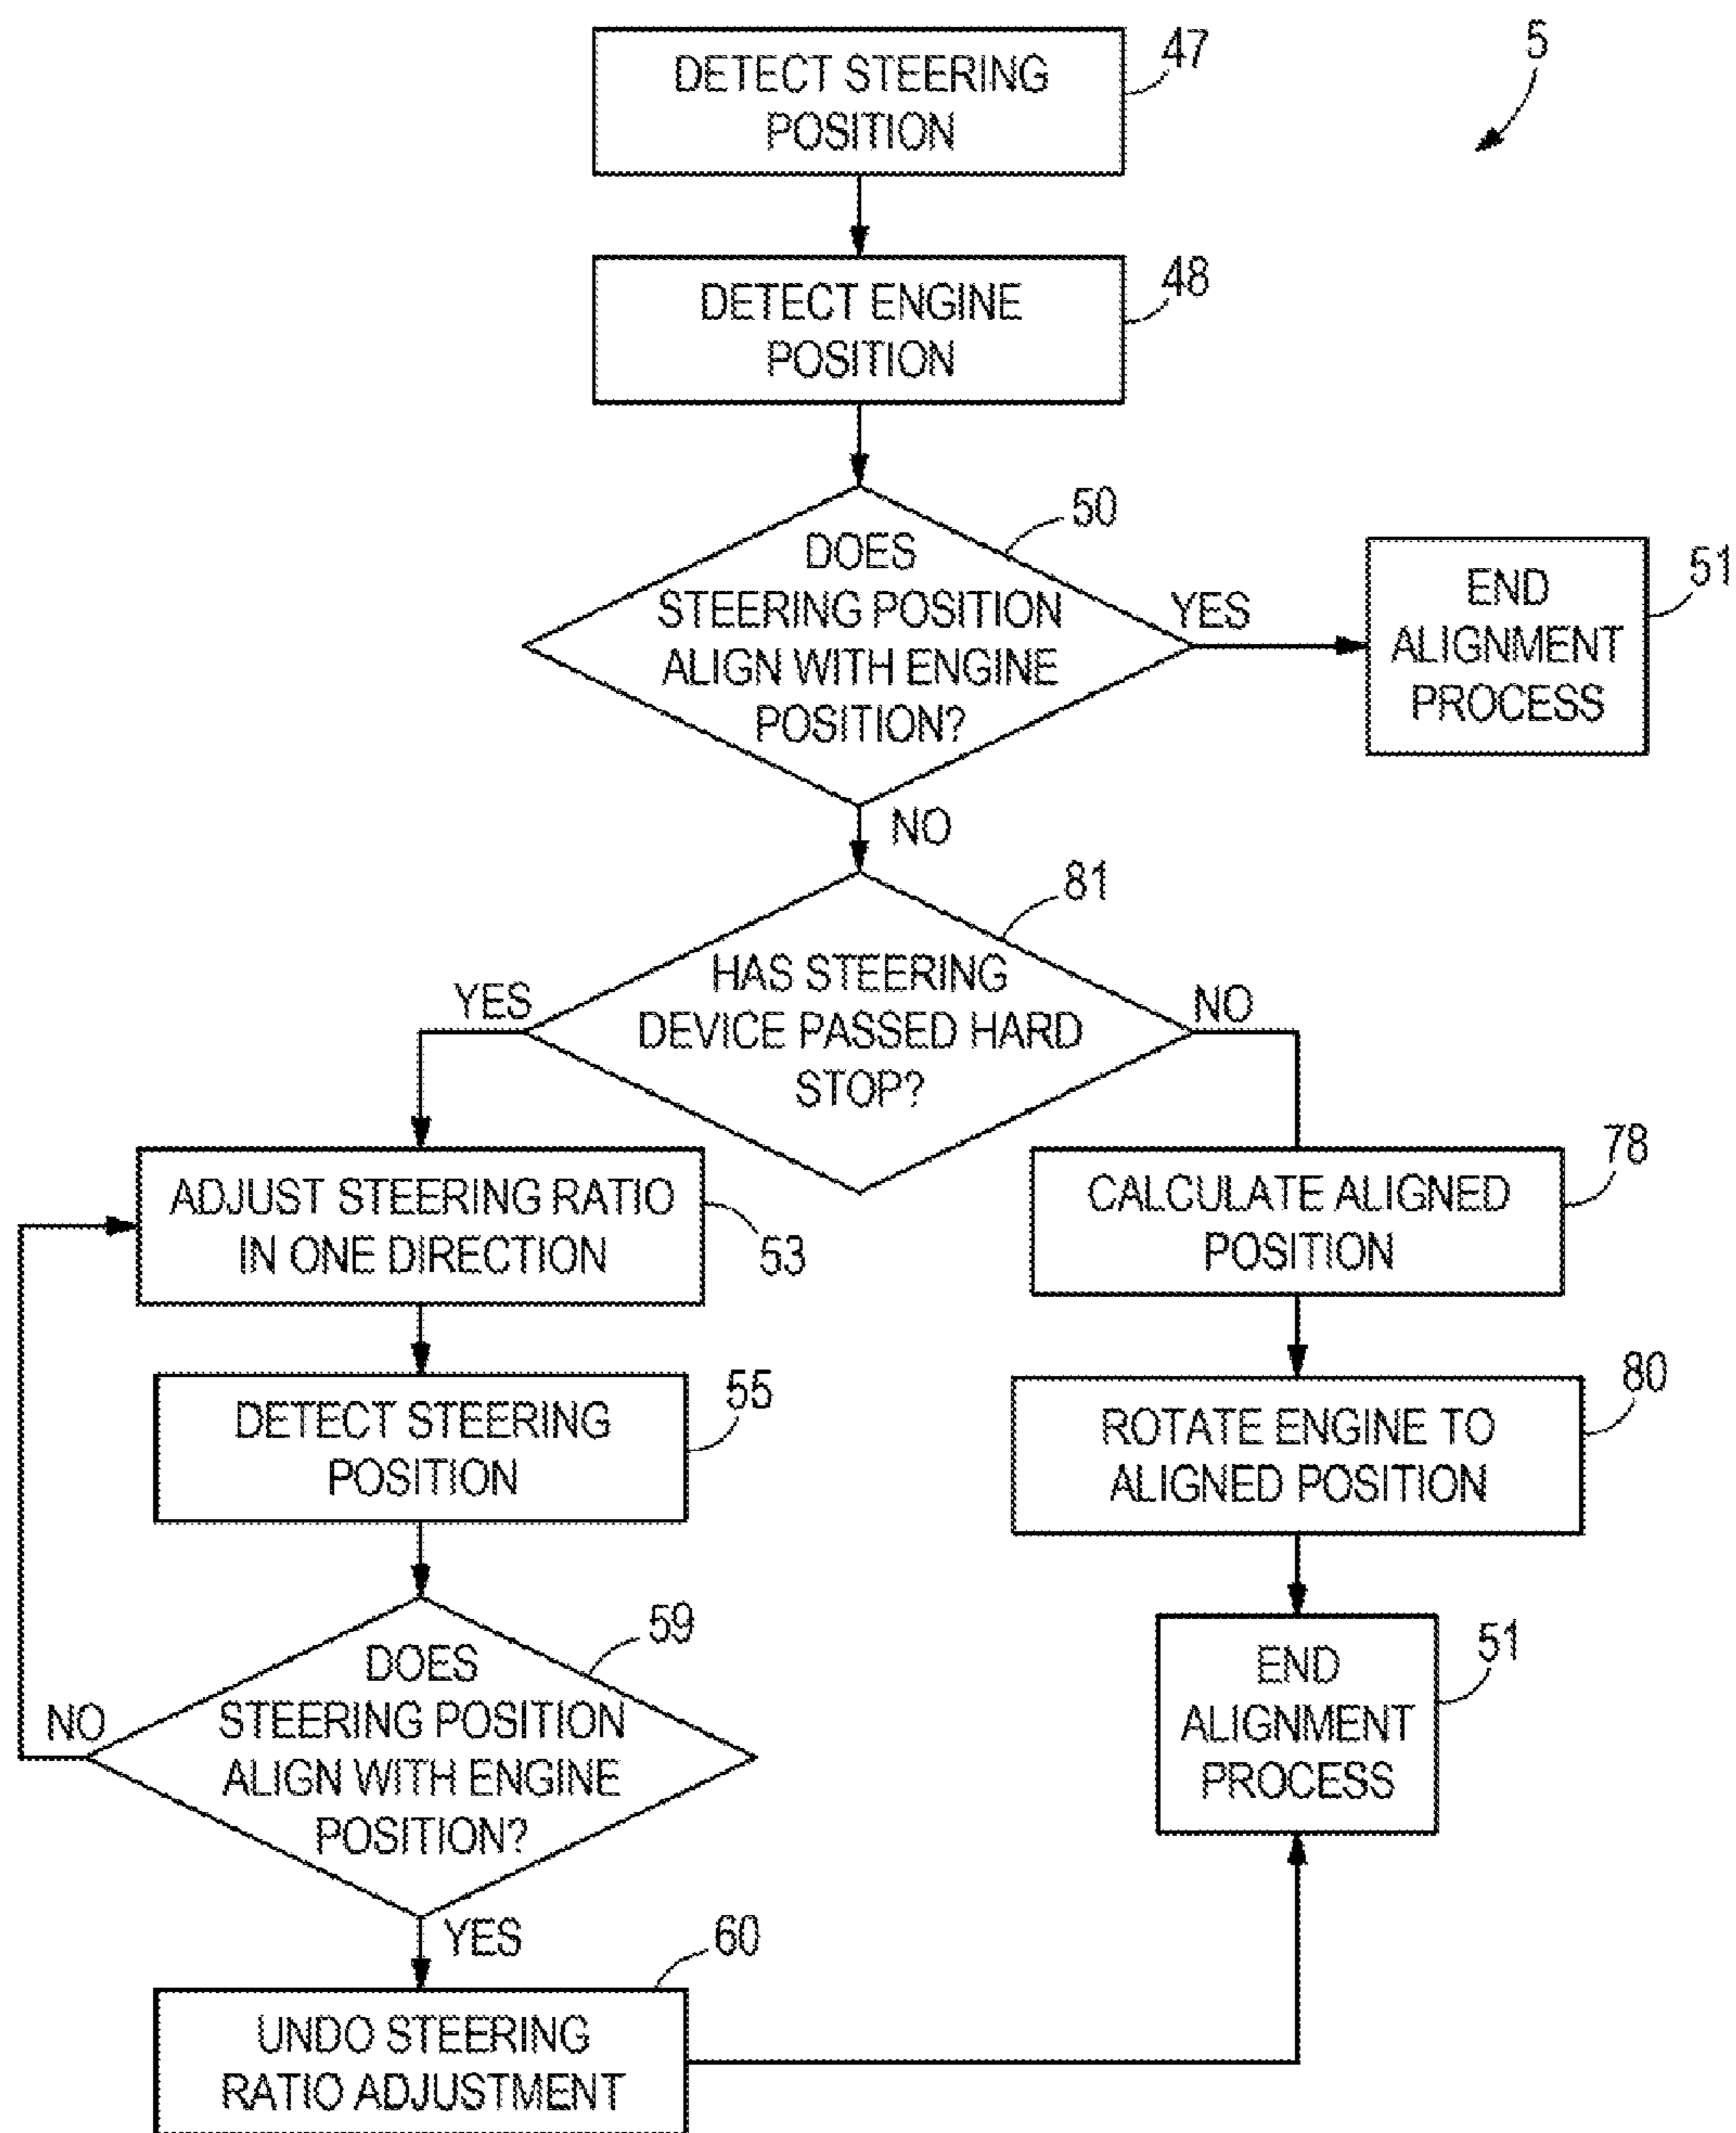 5
DETECT STEERING
POSITION
47
DETECT ENGINE
POSITION
48
DOES
STEERING POSITION
ALIGN WITH ENGINE
POSITION?
50
YES
END
ALIGNMENT
PROCESS
51
NO
HAS STEERING
DEVICE PASSED HARD
STOP?
81
YES
NO
ADJUST STEERING RATIO
IN ONE DIRECTION
53
CALCULATE ALIGNED
POSITION
78
DETECT STEERING
POSITION
55
ROTATE ENGINE TO
ALIGNED POSITION
80
DOES
STEERING POSITION
ALIGN WITH ENGINE
POSITION?
59
NO
END
ALIGNMENT
PROCESS
51
YES
UNDO STEERING
RATIO ADJUSTMENT
60